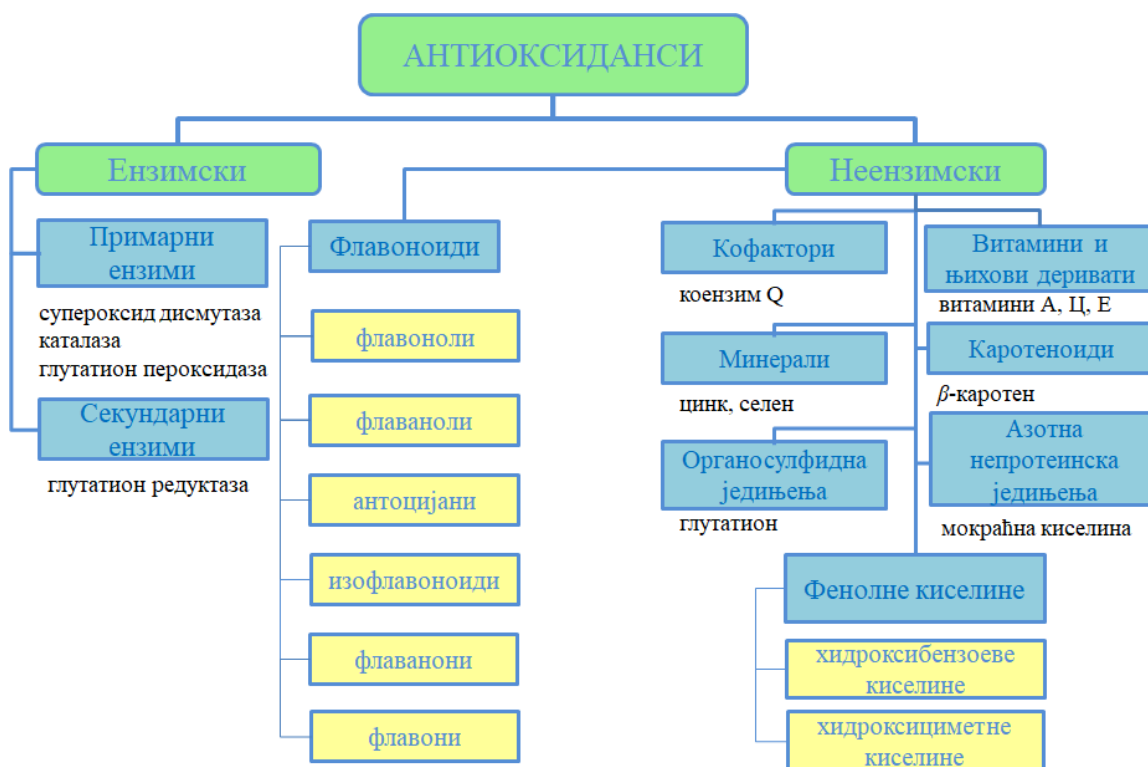 АНТИОКСИДАНСИ
Ензимски
Примарни
ензими
супероксид дисмутаза
каталаза
глутатион пероксидаза
Секундарни
ензими
глутатион редуктаза
Неензимски
Флавоноиди
флавоноли
флаваноли
антоцијани
изофлавоноиди
флаванони
флавони
Кофактори
коензим Q
Витамини и
њихови деривати
витамини А, Ц, Е
Минерали
цинк, селен
Каротеноиди
β-каротен
Органосулфидна
једињења
глутатион
Азотна
непротеинска
једињења
мокраћна киселина
Фенолне киселине
хидроксибензоеве
киселине
хидроксициметне
киселине